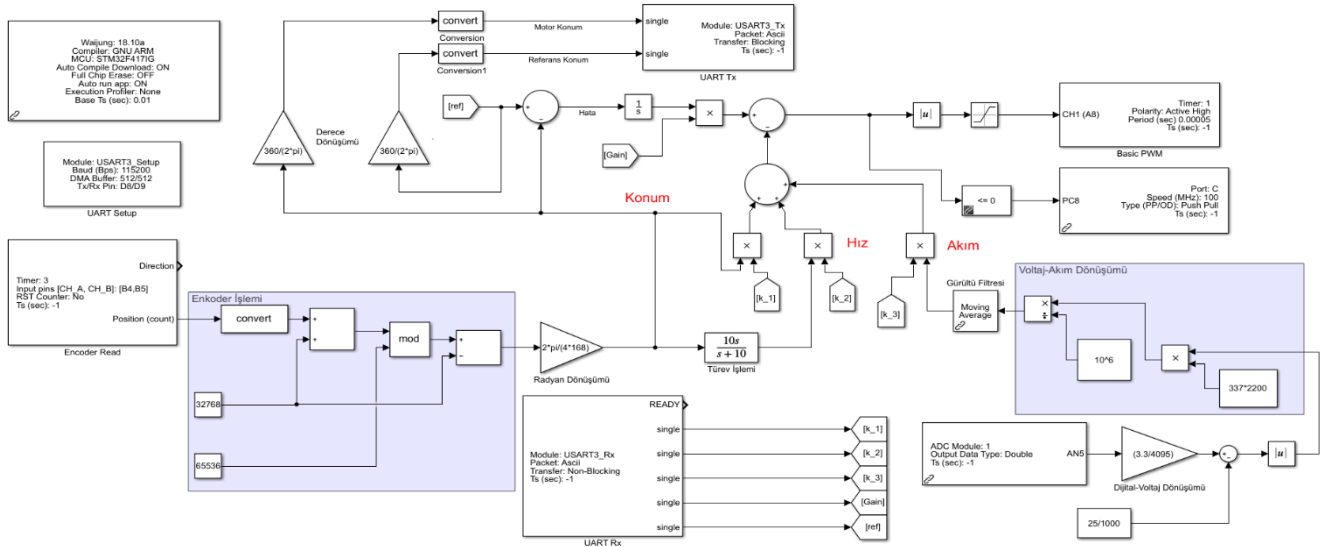 Waijung: 18.10a
Compiler: GNU ARM
MCU: STM32F417IG
Auto Compile Download: ON
Full Chip Erase: OFF
Auto run app: ON
Execution Profiler: None
Base Ts (sec): 0.01
Module: USART3_Setup
Baud (Bps): 115200
DMA Buffer: 512/512
Tx/Rx Pin: D8/D9
UART Setup
convert
Conversion
Motor Konum
convert
Conversion1
Referans Konum
single
single
Module: USART3_Tx
Packet: Ascii
Transfer: Blocking
Ts (sec): -1
UART Tx
360/(2*pi)
Derece
Dönüşümü
360/(2*pi)
[ref]
+
-
Hata
1
s
×
[Gain]
+
-
|u|
CH1 (A8)
Timer: 1
Polarity: Active High
Period (sec) 0.00005
Ts (sec): -1
Basic PWM
<= 0
PC8
Port: C
Speed (MHz): 100
Type (PP/OD): Push Pull
Ts (sec): -1
+
+
+
Konum
×
[k_1]
Hız
×
[k_2]
Akım
×
[k_3]
Gürültü Filtresi
Moving
Average
Voltaj-Akım Dönüşümü
×
÷
10^6
×
337*2200
Direction
Timer: 3
Input pins [CH_A, CH_B]: [B4,B5]
RST Counter: No
Ts (sec): -1
Position (count)
Encoder Read
Enkoder İşlemi
convert
+
+
mod
+
−
32768
65536
2*pi/(4*168)
Radyan Dönüşümü
10s
s + 10
Türev İşlemi
READY
single
single
single
single
single
Module: USART3_Rx
Packet: Ascii
Transfer: Non-Blocking
Ts (sec): -1
UART Rx
[k_1]
[k_2]
[k_3]
[Gain]
[ref]
ADC Module: 1
Output Data Type: Double
Ts (sec): -1
AN5
(3.3/4095)
Dijital-Voltaj Dönüşümü
+
-
|u|
25/1000